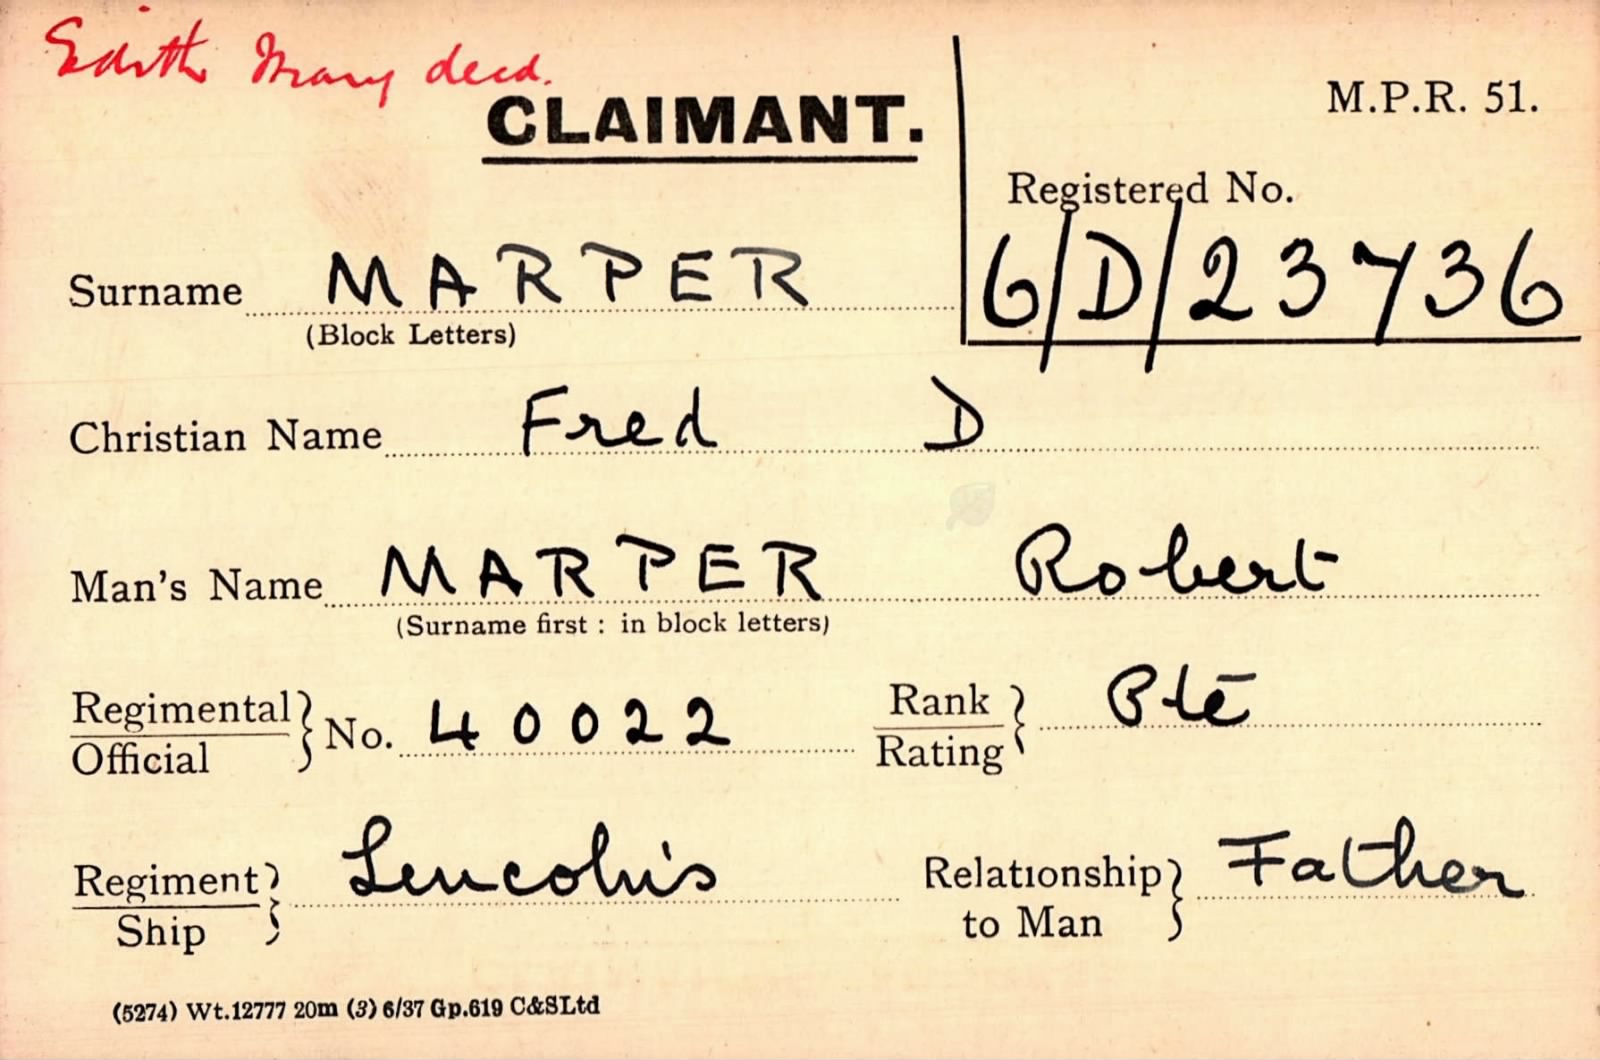 Edith Mary decd.
CLAIMANT.
M.P.R. 51.
Registered No.
6/D/23736
Surname MARPER
(Block Letters)
Christian Name Fred D
Man's Name MARPER Robert
(Surname first : in block letters)
Regimental
Official } No. 40022
Rank
Rating } Pte
Regiment
Ship } Lincoln's
Relationship
to Man } Father
(5274) Wt.12777 20m (3) 6/37 Gp.619 C&SLtd